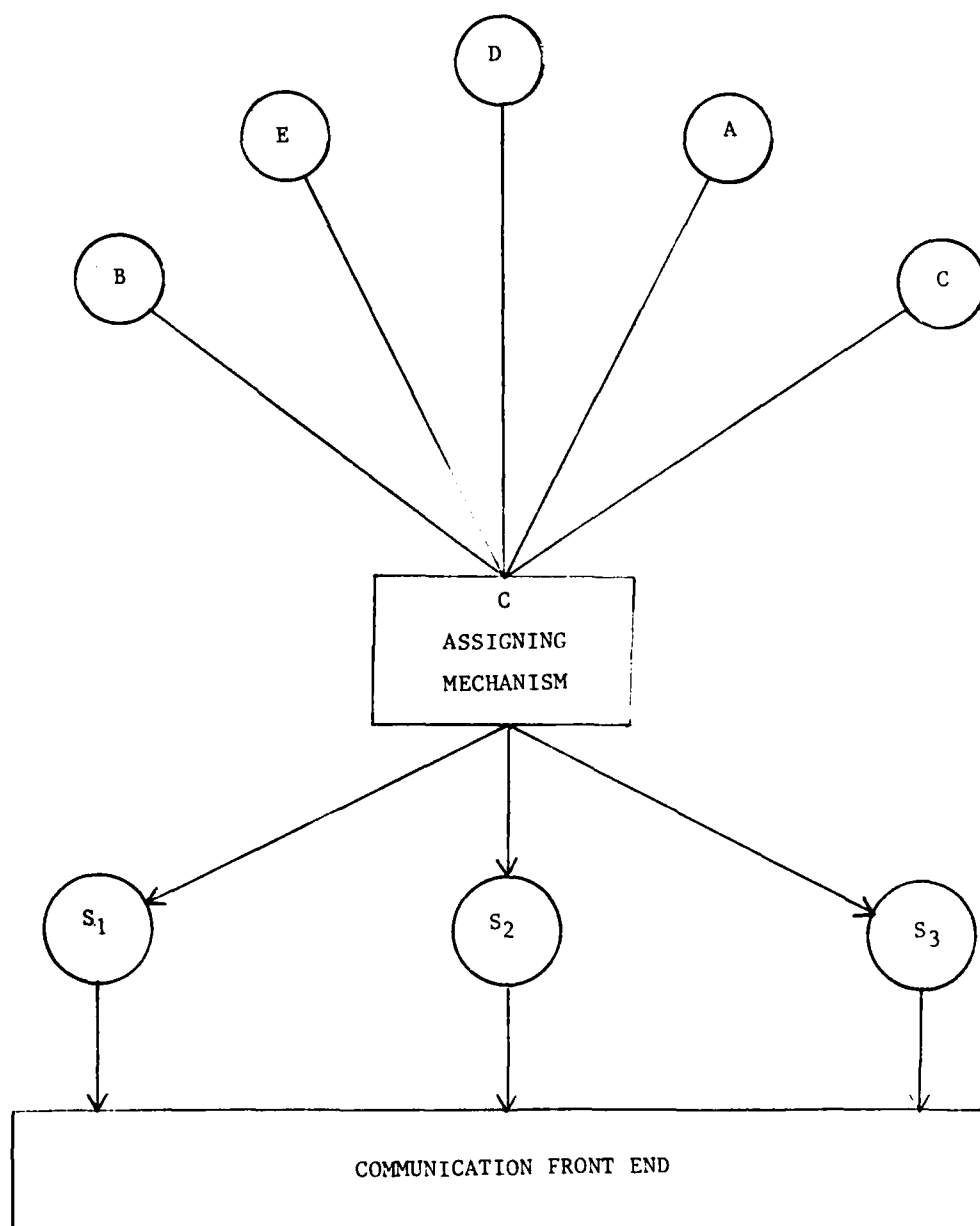 D
E
A
B
C
C
ASSIGNING
MECHANISM
S1
S2
S3
COMMUNICATION FRONT END